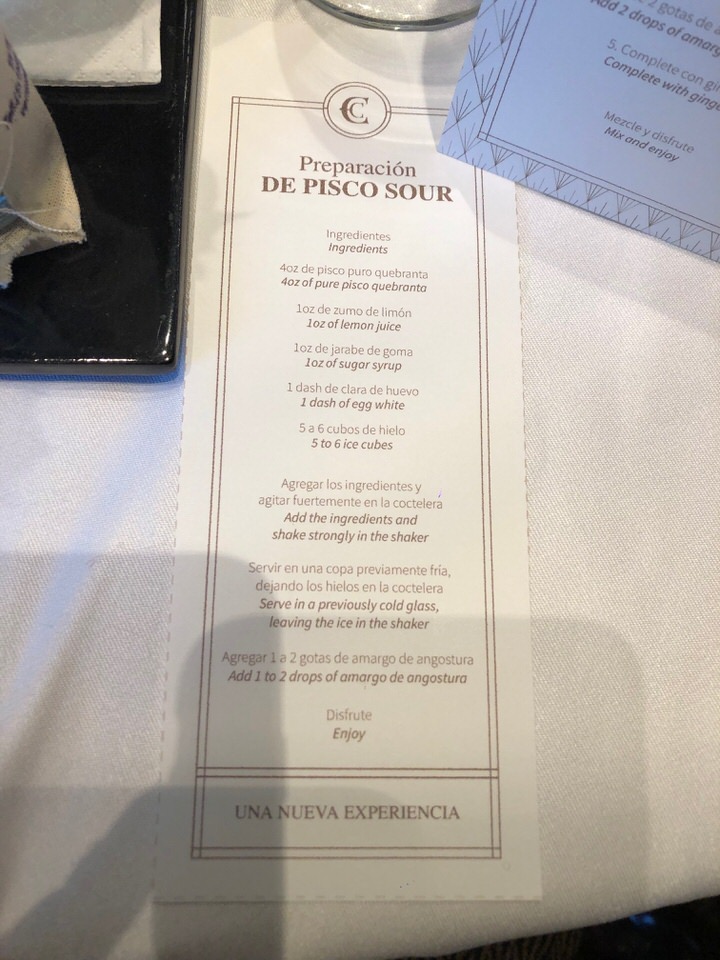 C
Preparación
DE PISCO SOUR
Ingredientes
Ingredients
4oz de pisco puro quebranta
4oz of pure pisco quebranta
1oz de zumo de limón
1oz of lemon juice
1oz de jarabe de goma
1oz of sugar syrup
1 dash de clara de huevo
1 dash of egg white
5 a 6 cubos de hielo
5 to 6 ice cubes
Agregar los ingredientes y
agitar fuertemente en la coctelera
Add the ingredients and
shake strongly in the shaker
Servir en una copa previamente fría,
dejando los hielos en la coctelera
Serve in a previously cold glass,
leaving the ice in the shaker
Agregar 1 a 2 gotas de amargo de angostura
Add 1 to 2 drops of amargo de angostura
Disfrute
Enjoy
UNA NUEVA EXPERIENCIA
2 gotas de
Add 2 drops of amarg
5. Complete con gin
Complete with ging
Mezcle y disfrute
Mix and enjoy